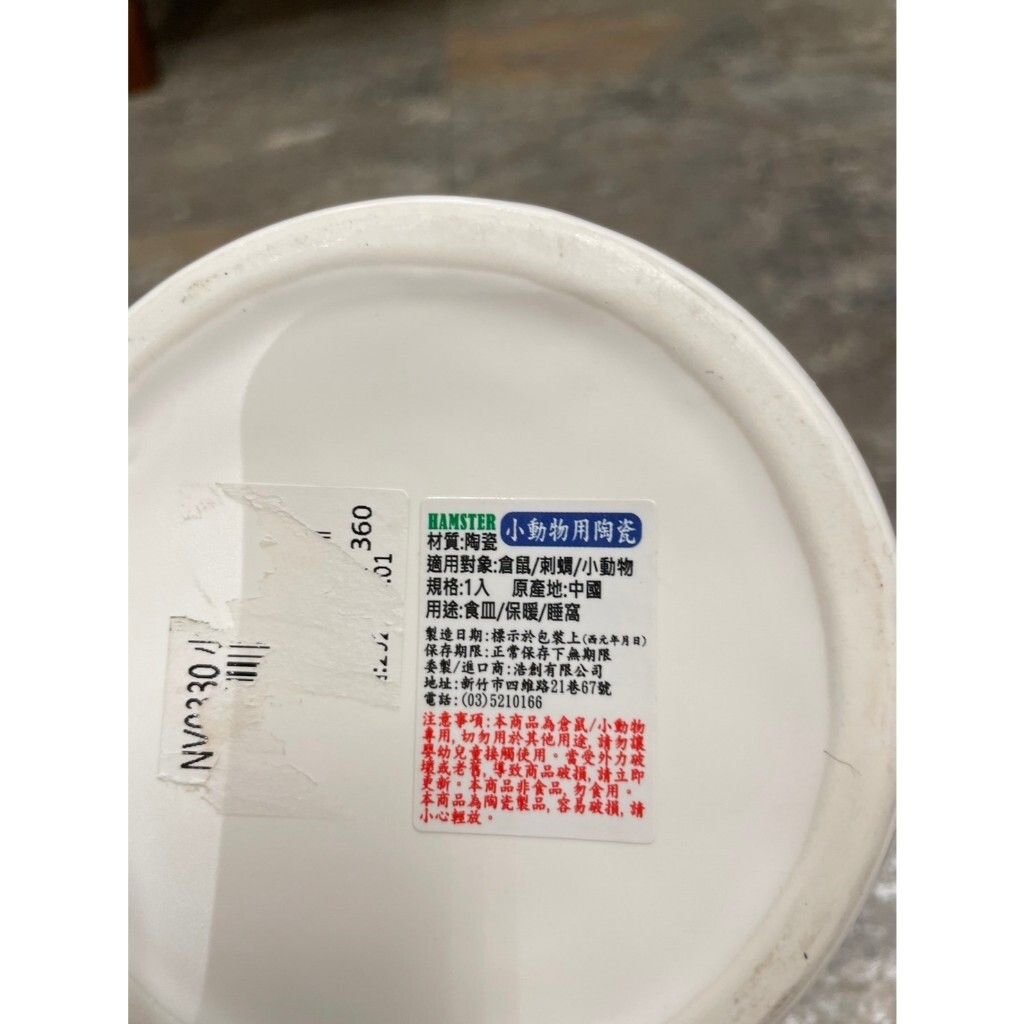 HAMSTER 小動物用陶瓷
材質:陶瓷
適用對象:倉鼠/刺蝟/小動物
規格:1入 原產地:中國
用途:食皿/保暖/睡窩
製造日期:標示於包裝上(西元年月日)
保存期限:正常保存下無期限
委製/進口商:浩創有限公司
地址:新竹市四維路21巷67號
電話:(03)5210166
注意事項:本商品為倉鼠/小動物
專用,切勿用於其他用途,請勿讓
嬰幼兒童接觸使用。當受外力破
壞或老舊,導致商品破損,請立即
更新。本商品非食品,勿食用。
本商品為陶瓷製品,容易破損,請
小心輕放。
360
.01